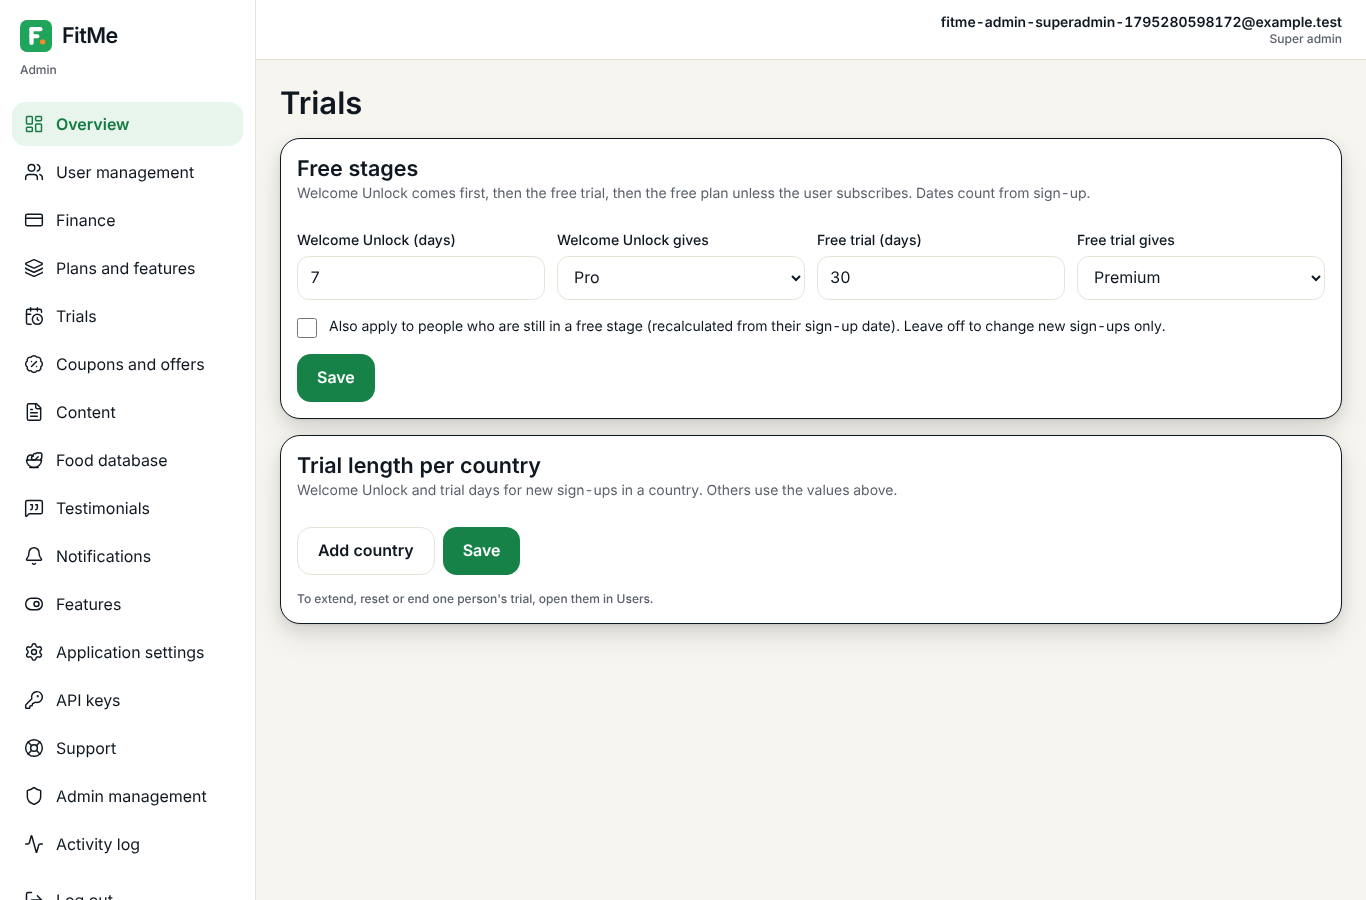 FitMe
Admin
Overview
User management
Finance
Plans and features
Trials
Coupons and offers
Content
Food database
Testimonials
Notifications
Features
Application settings
API keys
Support
Admin management
Activity log
Log out
fitme-admin-superadmin-1795280598172@example.test
Super admin
Trials
Free stages
Welcome Unlock comes first, then the free trial, then the free plan unless the user subscribes. Dates count from sign-up.
Welcome Unlock (days)
7
Welcome Unlock gives
Pro
Free trial (days)
30
Free trial gives
Premium
Also apply to people who are still in a free stage (recalculated from their sign-up date). Leave off to change new sign-ups only.
Save
Trial length per country
Welcome Unlock and trial days for new sign-ups in a country. Others use the values above.
Add country
Save
To extend, reset or end one person's trial, open them in Users.